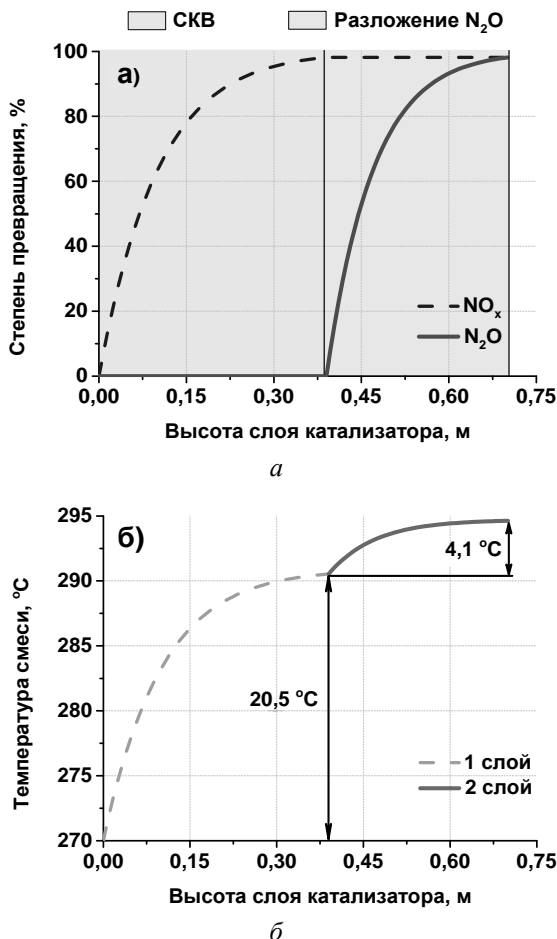 СКВ Разложение N₂O
а)
Степень превращения, %
100
80
60
40
20
0
NOₓ
N₂O
0,00 0,15 0,30 0,45 0,60 0,75
Высота слоя катализатора, м
а
б)
Температура смеси, °C
295
290
285
280
275
270
4,1 °C
20,5 °C
1 слой
2 слой
0,00 0,15 0,30 0,45 0,60 0,75
Высота слоя катализатора, м
б